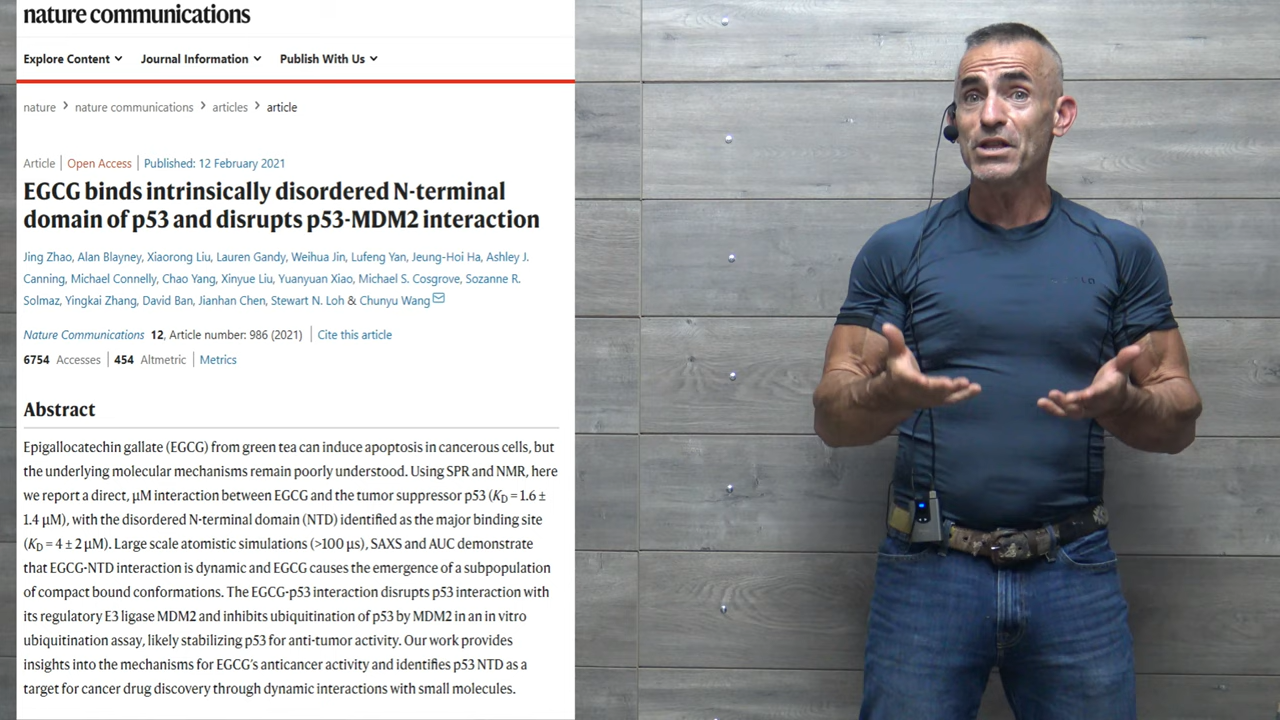 nature communications
Explore Content Journal Information Publish With Us
nature > nature communications > articles > article
Article | Open Access | Published: 12 February 2021
EGCG binds intrinsically disordered N-terminal
domain of p53 and disrupts p53-MDM2 interaction
Jing Zhao, Alan Blayney, Xiaorong Liu, Lauren Gandy, Weihua Jin, Lufeng Yan, Jeung-Hoi Ha, Ashley J.
Canning, Michael Connelly, Chao Yang, Xinyue Liu, Yuanyuan Xiao, Michael S. Cosgrove, Sozanne R.
Solmaz, Yingkai Zhang, David Ban, Jianhan Chen, Stewart N. Loh & Chunyu Wang
Nature Communications 12, Article number: 986 (2021) | Cite this article
6754 Accesses | 454 Altmetric | Metrics
Abstract
Epigallocatechin gallate (EGCG) from green tea can induce apoptosis in cancerous cells, but
the underlying molecular mechanisms remain poorly understood. Using SPR and NMR, here
we report a direct, μM interaction between EGCG and the tumor suppressor p53 (KD = 1.6 ±
1.4 μM), with the disordered N-terminal domain (NTD) identified as the major binding site
(KD = 4 ± 2 μM). Large scale atomistic simulations (>100 μs), SAXS and AUC demonstrate
that EGCG-NTD interaction is dynamic and EGCG causes the emergence of a subpopulation
of compact bound conformations. The EGCG-p53 interaction disrupts p53 interaction with
its regulatory E3 ligase MDM2 and inhibits ubiquitination of p53 by MDM2 in an in vitro
ubiquitination assay, likely stabilizing p53 for anti-tumor activity. Our work provides
insights into the mechanisms for EGCG's anticancer activity and identifies p53 NTD as a
target for cancer drug discovery through dynamic interactions with small molecules.